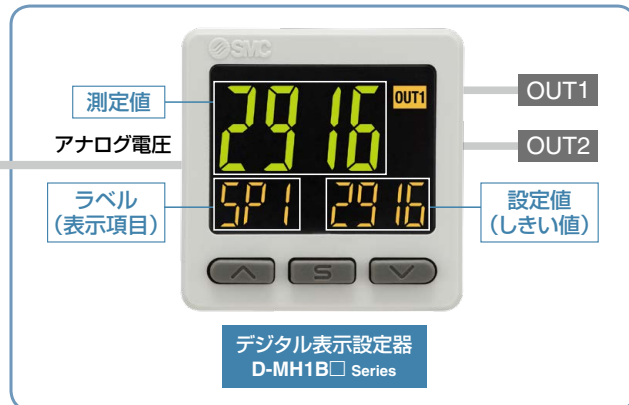 SMC
測定値
2916
OUT1
OUT1
アナログ電圧
OUT2
ラベル
（表示項目）
SP1
2916
設定値
（しきい値）
S
デジタル表示設定器
D-MH1B□ Series